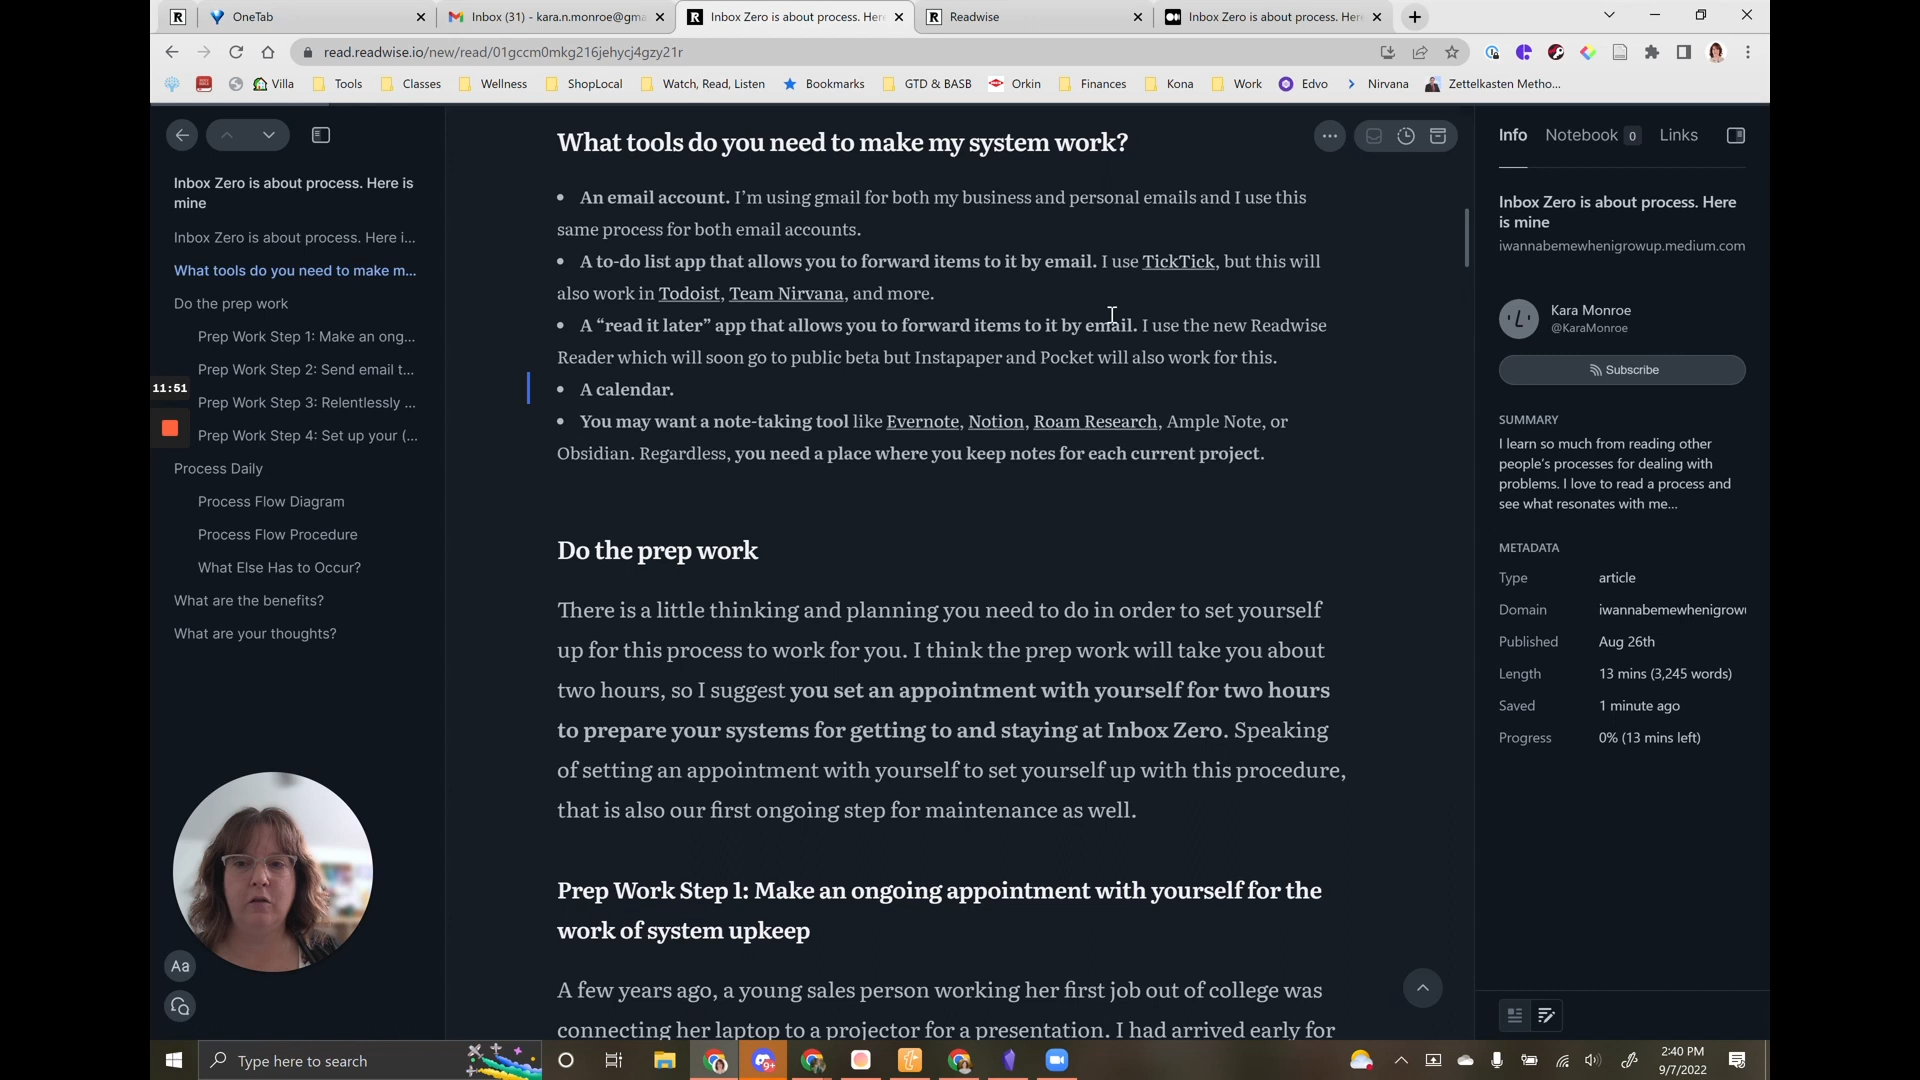 OneTab
Inbox (31) - kara.n.monroe@gma
Inbox Zero is about process. Here
Readwise
Inbox Zero is about process. Here
read.readwise.io/new/read/01gccm0mkg216jehycj4gzy21r
Villa
Tools
Classes
Wellness
ShopLocal
Watch, Read, Listen
Bookmarks
GTD & BASB
Orkin
Finances
Kona
Work
Edvo
Nirvana
Zettelkasten Metho...
Inbox Zero is about process. Here is
mine
Inbox Zero is about process. Here i...
What tools do you need to make m...
Do the prep work
Prep Work Step 1: Make an ong...
Prep Work Step 2: Send email t...
Prep Work Step 3: Relentlessly ...
Prep Work Step 4: Set up your (...
Process Daily
Process Flow Diagram
Process Flow Procedure
What Else Has to Occur?
What are the benefits?
What are your thoughts?
11:51
Aa
What tools do you need to make my system work?
• An email account. I’m using gmail for both my business and personal emails and I use this
same process for both email accounts.
• A to-do list app that allows you to forward items to it by email. I use TickTick, but this will
also work in Todoist, Team Nirvana, and more.
• A “read it later” app that allows you to forward items to it by email. I use the new Readwise
Reader which will soon go to public beta but Instapaper and Pocket will also work for this.
• A calendar.
• You may want a note-taking tool like Evernote, Notion, Roam Research, Ample Note, or
Obsidian. Regardless, you need a place where you keep notes for each current project.
Do the prep work
There is a little thinking and planning you need to do in order to set yourself
up for this process to work for you. I think the prep work will take you about
two hours, so I suggest you set an appointment with yourself for two hours
to prepare your systems for getting to and staying at Inbox Zero. Speaking
of setting an appointment with yourself to set yourself up with this procedure,
that is also our first ongoing step for maintenance as well.
Prep Work Step 1: Make an ongoing appointment with yourself for the
work of system upkeep
A few years ago, a young sales person working her first job out of college was
connecting her laptop to a projector for a presentation. I had arrived early for
Info
Notebook 0
Links
Inbox Zero is about process. Here
is mine
iwannabemewhenigrowup.medium.com
Kara Monroe
@KaraMonroe
Subscribe
SUMMARY
I learn so much from reading other
people’s processes for dealing with
problems. I love to read a process and
see what resonates with me...
METADATA
Type article
Domain iwannabemewhenigrow
Published Aug 26th
Length 13 mins (3,245 words)
Saved 1 minute ago
Progress 0% (13 mins left)
Type here to search
9+
2:40 PM
9/7/2022